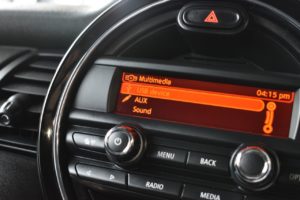 Multimedia
USB device 04:15 pm
AUX
Sound
MENU BACK
RADIO MEDIA